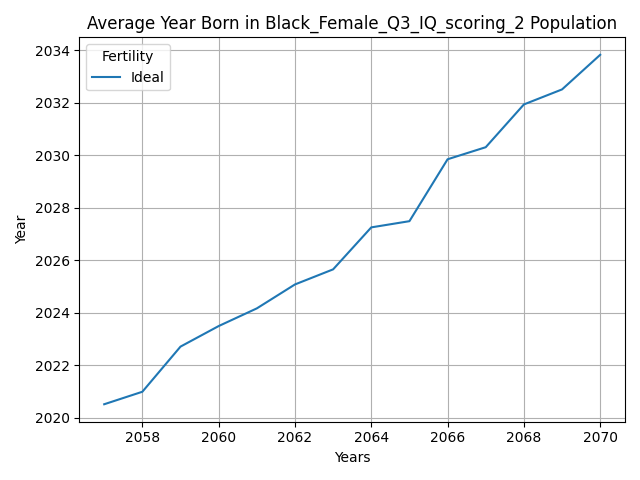 Average Year Born in Black_Female_Q3_IQ_scoring_2 Population
Fertility
Ideal
Year
2034
2032
2030
2028
2026
2024
2022
2020
2058 2060 2062 2064 2066 2068 2070
Years